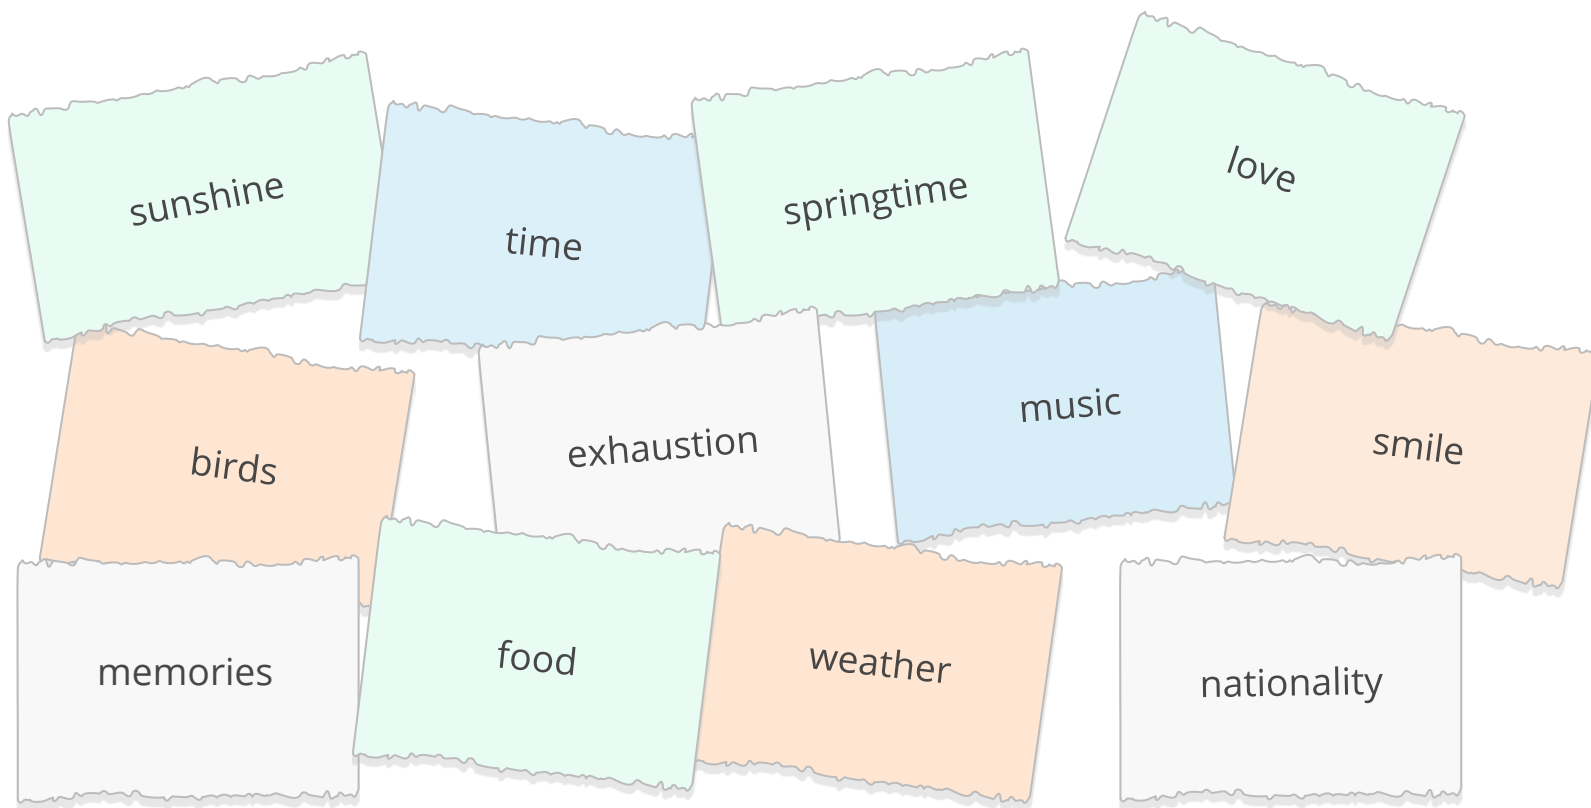 sunshine
time
springtime
love
birds
exhaustion
music
smile
memories
food
weather
nationality